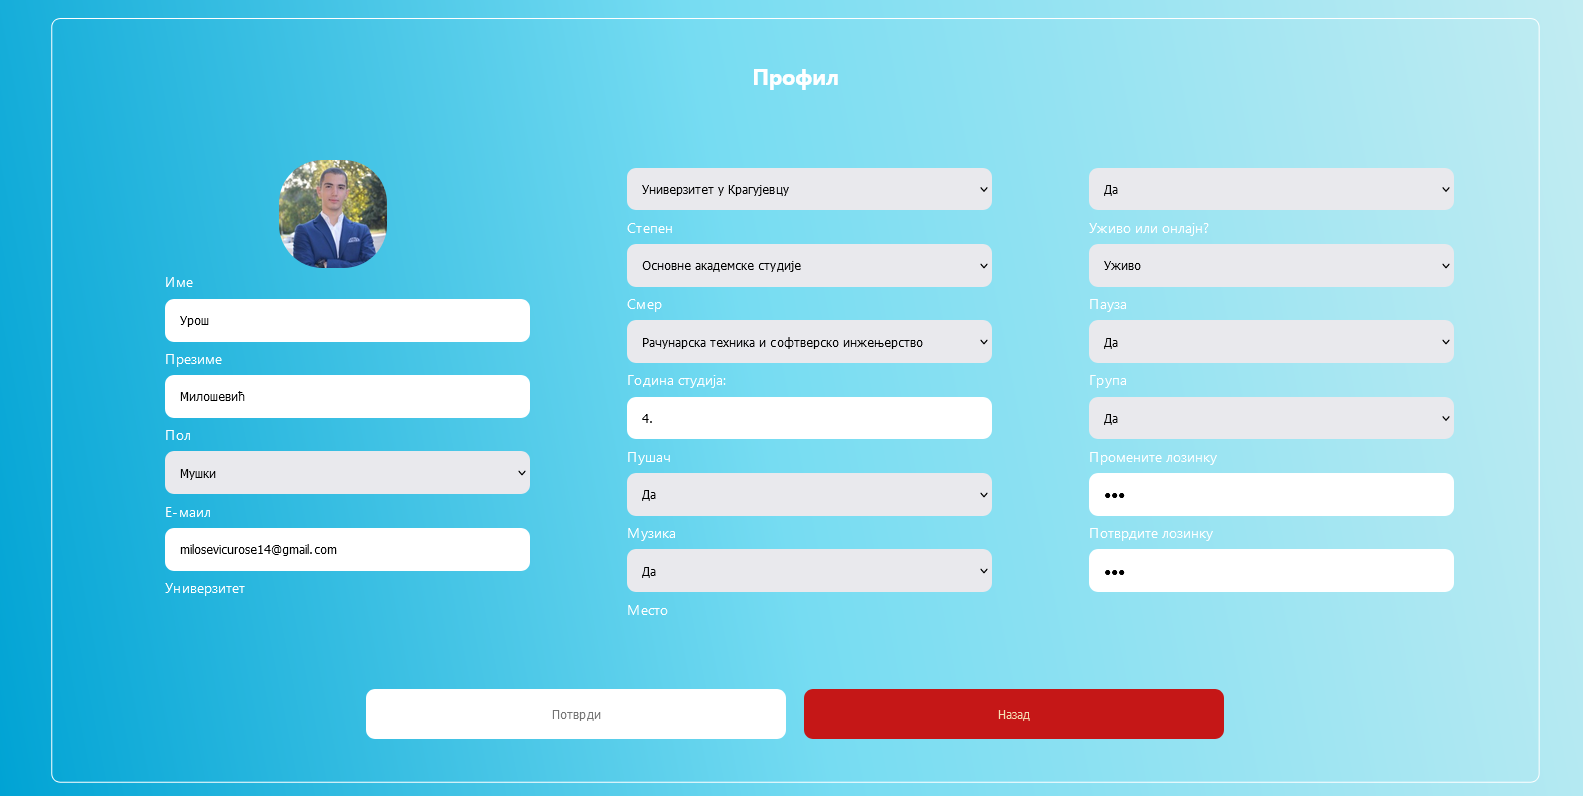 Профил
Име
Урош
Презиме
Милошевић
Пол
Мушки
Е-маил
milosevicurose14@gmail.com
Универзитет
Универзитет у Крагујевцу
Степен
Основне академске студије
Смер
Рачунарска техника и софтверско инжењерство
Година студија:
4.
Пушач
Да
Музика
Да
Место
Да
Уживо или онлајн?
Уживо
Пауза
Да
Група
Да
Промените лозинку
•••
Потврдите лозинку
•••
Потврди
Назад